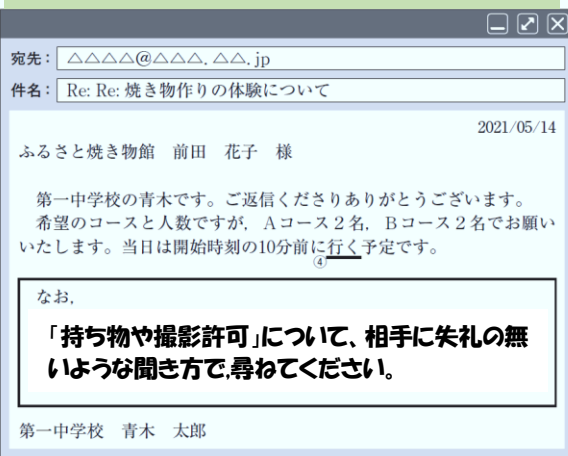 宛先： △△△△@△△△.△△.jp
件名： Re: Re: 焼き物作りの体験について
2021/05/14
ふるさと焼き物館　前田　花子　様
第一中学校の青木です。ご返信くださりありがとうございます。
希望のコースと人数ですが，Aコース２名，Bコース２名でお願い
いたします。当日は開始時刻の10分前に行く予定です。
④
なお，
「持ち物や撮影許可」について、相手に失礼の無
いような聞き方で,尋ねてください。
第一中学校　青木　太郎